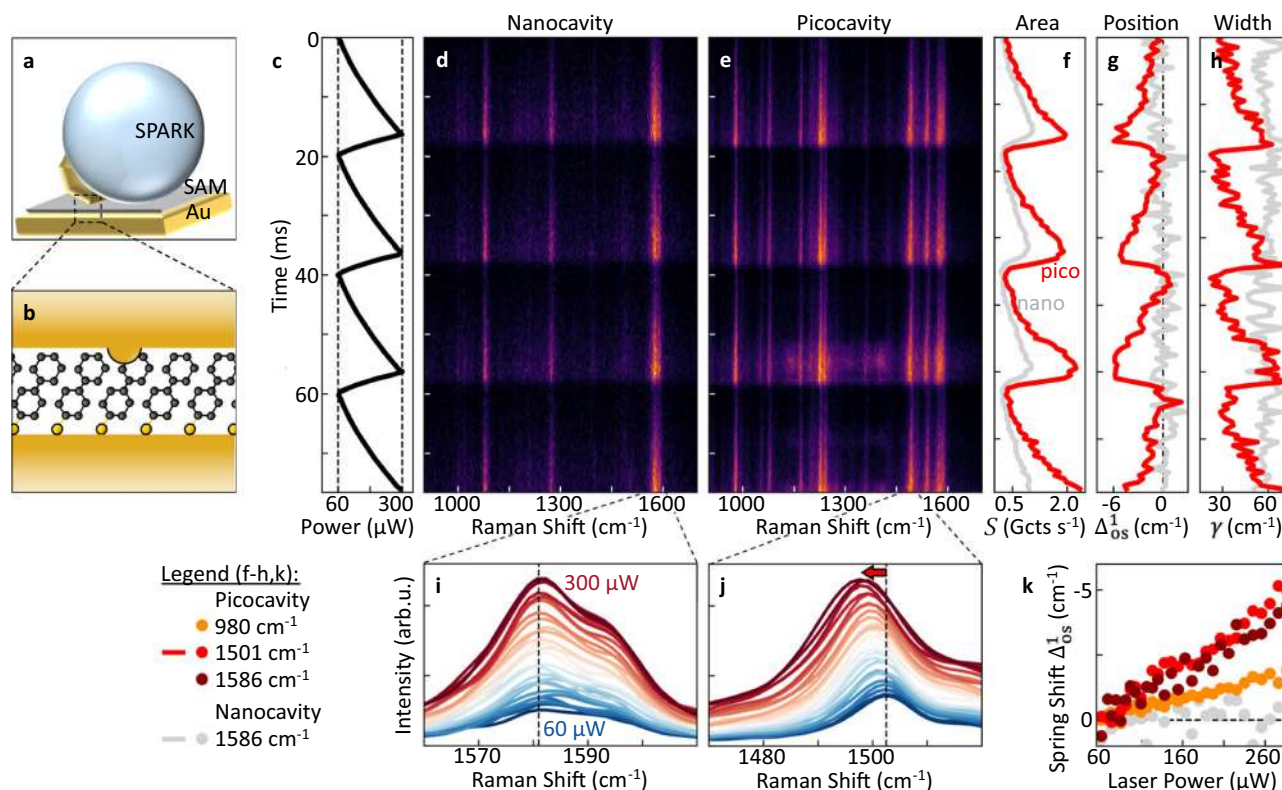 Nanocavity Picocavity Area Position Width
a
SPARK
SAM
Au
b
c
d
e
f
g
h
0
20
40
60
Time (ms)
pico
nano
60 300
Power (µW)
1000 1300 1600
Raman Shift (cm⁻¹)
1000 1300 1600
Raman Shift (cm⁻¹)
0.5 2.0
S (Gcts s⁻¹)
-6 0
Δ¹os (cm⁻¹)
30 60
γ (cm⁻¹)
Legend (f-h,k):
Picocavity
980 cm⁻¹
1501 cm⁻¹
1586 cm⁻¹
Nanocavity
1586 cm⁻¹
i
300 µW
60 µW
Intensity (arb.u.)
1570 1590
Raman Shift (cm⁻¹)
j
1480 1500
Raman Shift (cm⁻¹)
k
-5
0
Spring Shift Δ¹os (cm⁻¹)
60 160 260
Laser Power (µW)